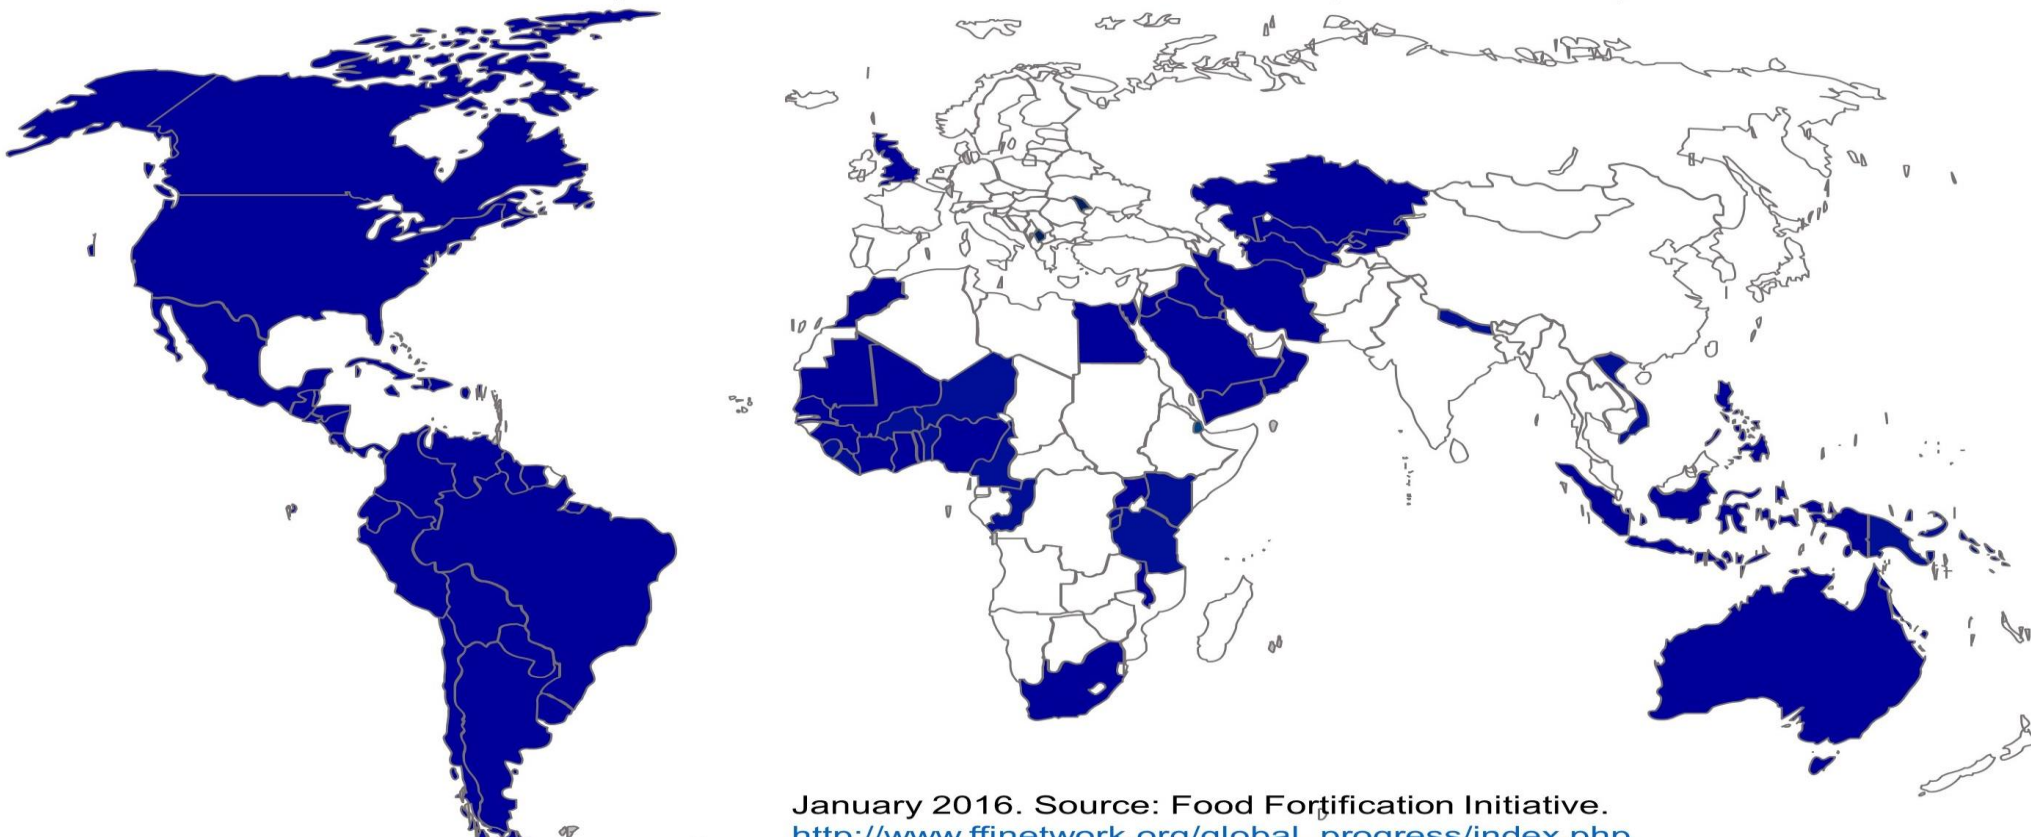 January 2016. Source: Food Fortification Initiative.
http://www.ffinetwork.org/global_progress/index.php